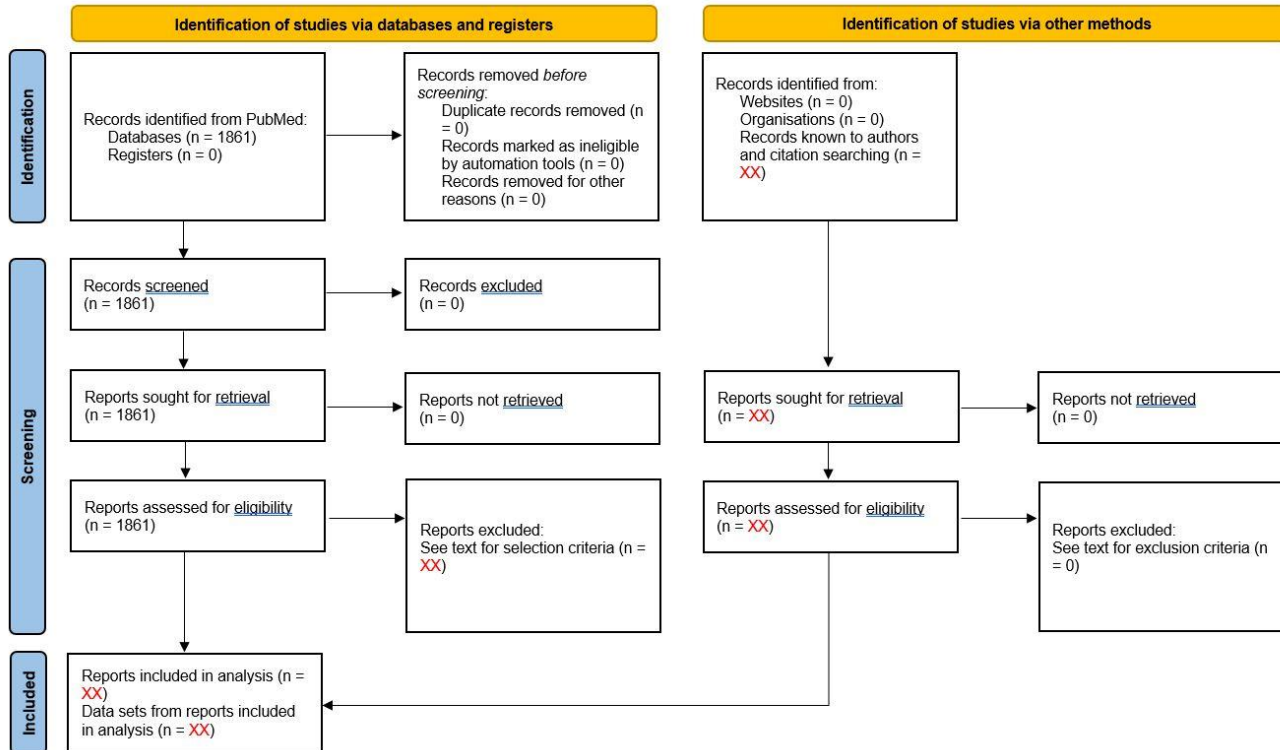 Identification of studies via databases and registers
Identification of studies via other methods
Identification
Records identified from PubMed:
Databases (n = 1861)
Registers (n = 0)
Records removed before
screening:
Duplicate records removed (n
= 0)
Records marked as ineligible
by automation tools (n = 0)
Records removed for other
reasons (n = 0)
Records identified from:
Websites (n = 0)
Organisations (n = 0)
Records known to authors
and citation searching (n =
XX)
Screening
Records screened
(n = 1861)
Records excluded
(n = 0)
Reports sought for retrieval
(n = 1861)
Reports not retrieved
(n = 0)
Reports sought for retrieval
(n = XX)
Reports not retrieved
(n = 0)
Reports assessed for eligibility
(n = 1861)
Reports excluded:
See text for selection criteria (n =
XX)
Reports assessed for eligibility
(n = XX)
Reports excluded:
See text for exclusion criteria (n
= 0)
Included
Reports included in analysis (n =
XX)
Data sets from reports included
in analysis (n = XX)